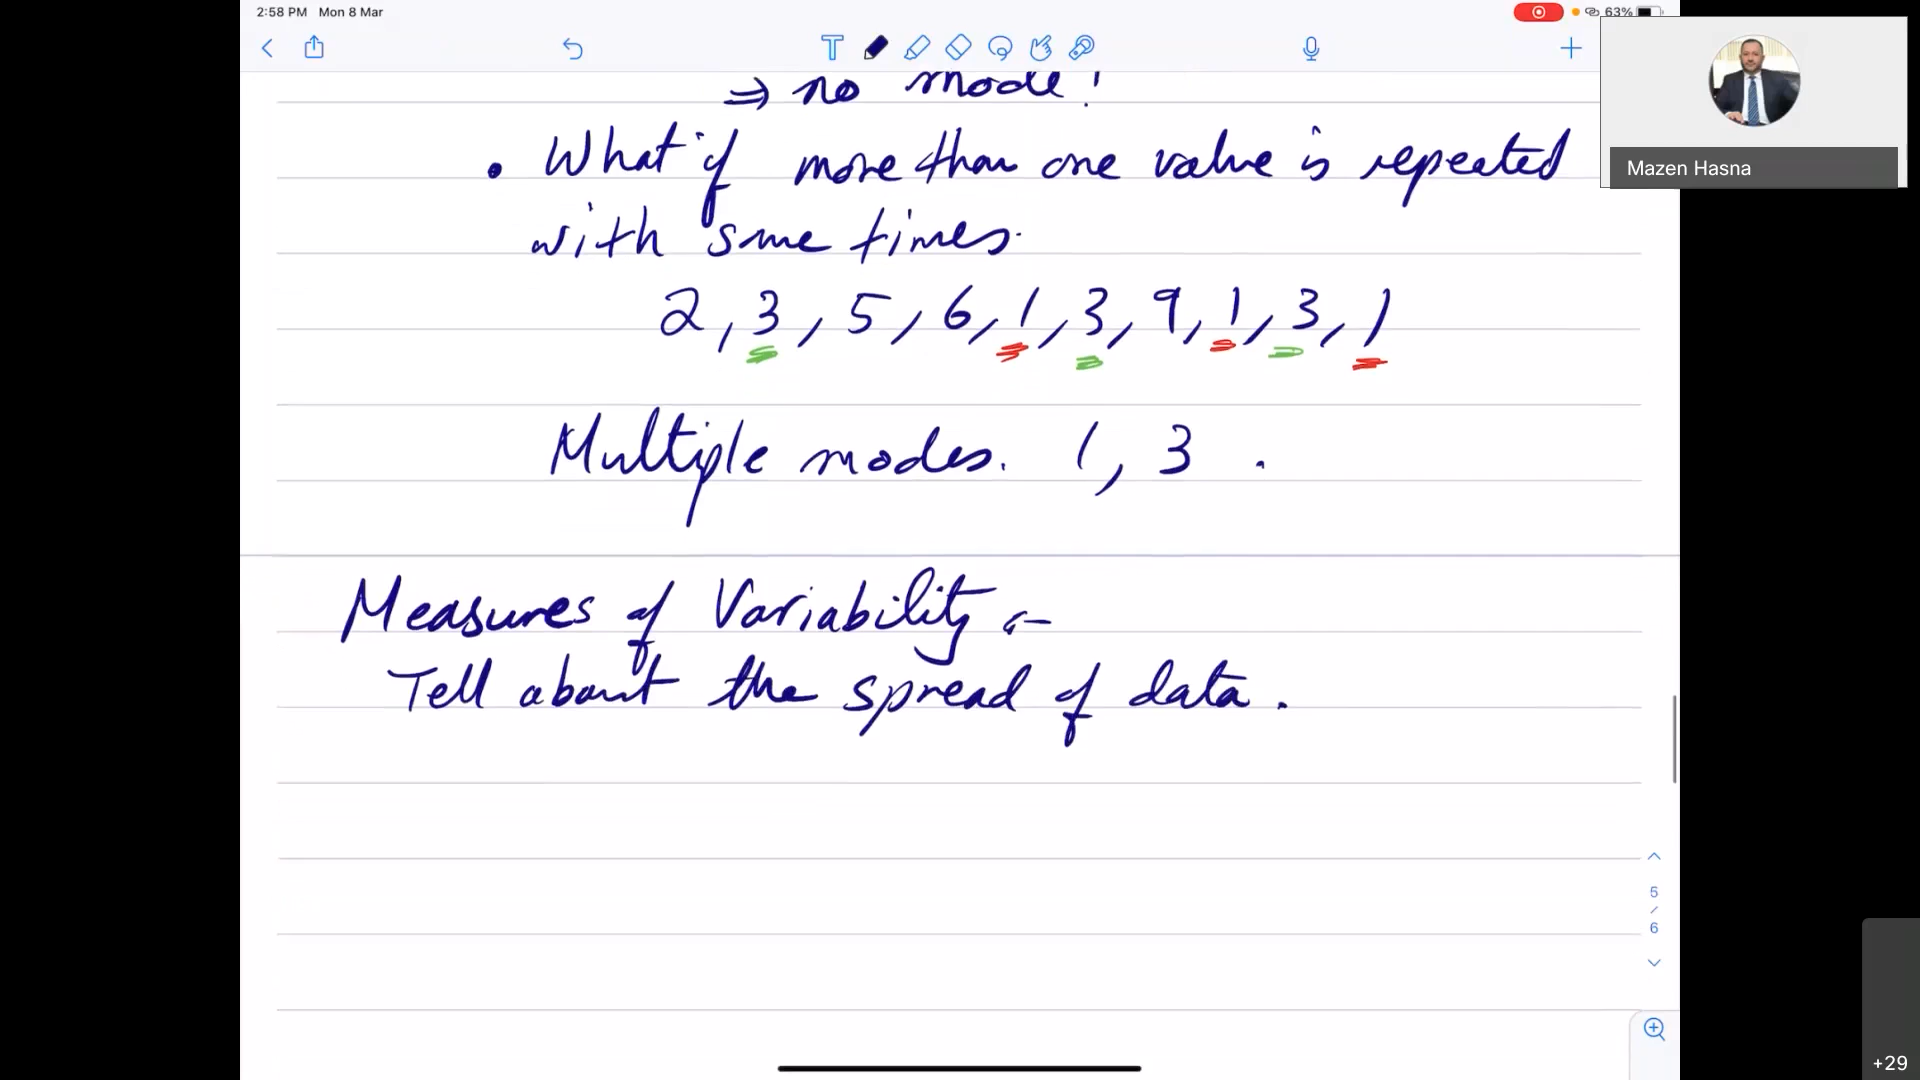 2:58 PM Mon 8 Mar
63%
⇒ no mode!
• What if more than one value is repeated
Mazen Hasna
with same times.
2, 3, 5, 6, 1, 3, 9, 1, 3, 1
Multiple modes. 1, 3 .
Measures of Variability :-
Tell about the spread of data.
5
/
6
+29